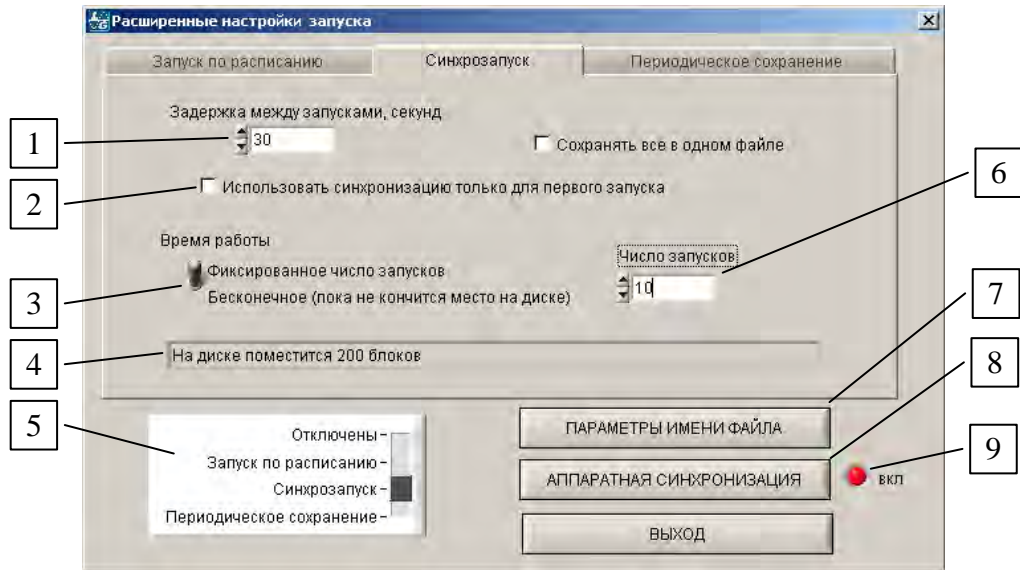 Расширенные настройки запуска
Запуск по расписанию
Синхрозапуск
Периодическое сохранение
Задержка между запусками, секунд
1
30
Сохранять все в одном файле
2
Использовать синхронизацию только для первого запуска
6
Время работы
Число запусков
3
Фиксированное число запусков
10
Бесконечное (пока не кончится место на диске)
7
4
На диске поместится 200 блоков
8
5
Отключены
Запуск по расписанию
Синхрозапуск
Периодическое сохранение
ПАРАМЕТРЫ ИМЕНИ ФАЙЛА
АППАРАТНАЯ СИНХРОНИЗАЦИЯ
вкл
9
ВЫХОД